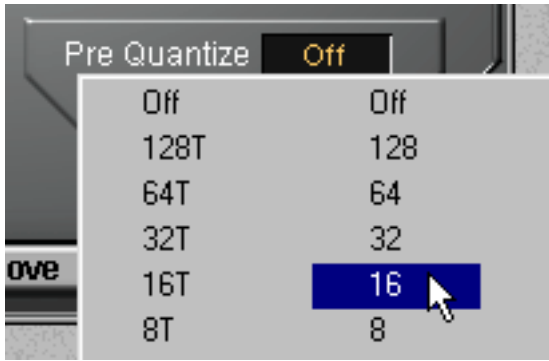 Pre Quantize Off
Off Off
128T 128
64T 64
32T 32
ove
16T 16
8T 8